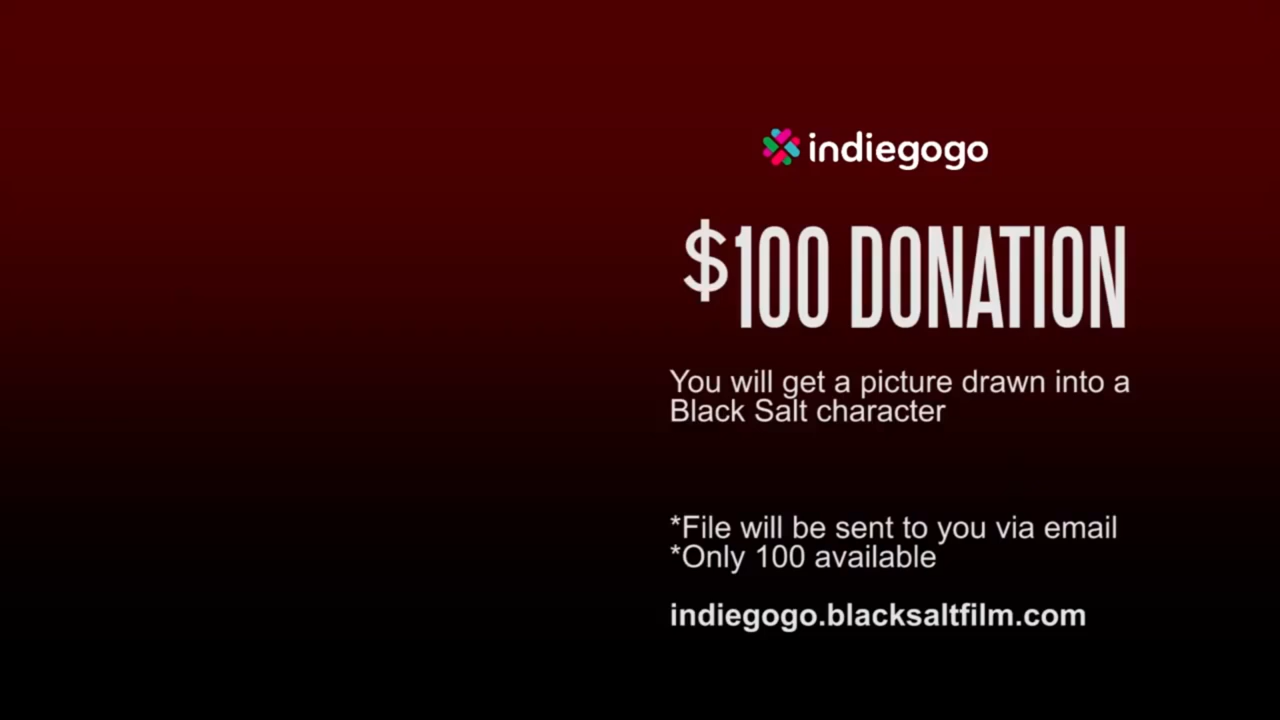 indiegogo
$100 DONATION
You will get a picture drawn into a
Black Salt character
*File will be sent to you via email
*Only 100 available
indiegogo.blacksaltfilm.com